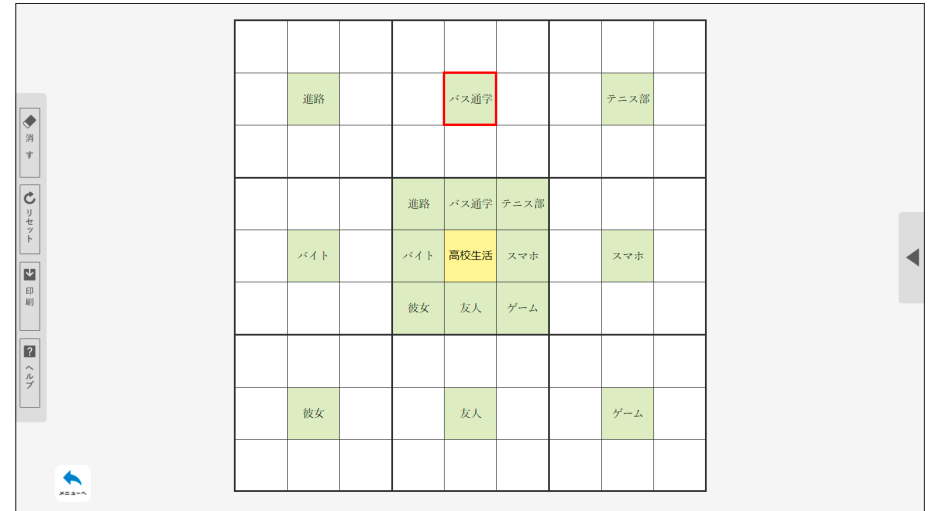 進路 バス通学 テニス部
消す
進路 バス通学 テニス部
リセット
バイト バイト 高校生活 スマホ スマホ
印刷
彼女 友人 ゲーム
?
ヘルプ
彼女 友人 ゲーム
メニューへ